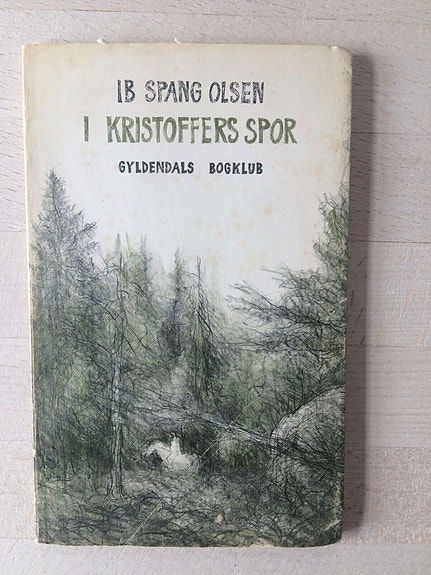 IB SPANG OLSEN
I KRISTOFFERS SPOR
GYLDENDALS BOGKLUB